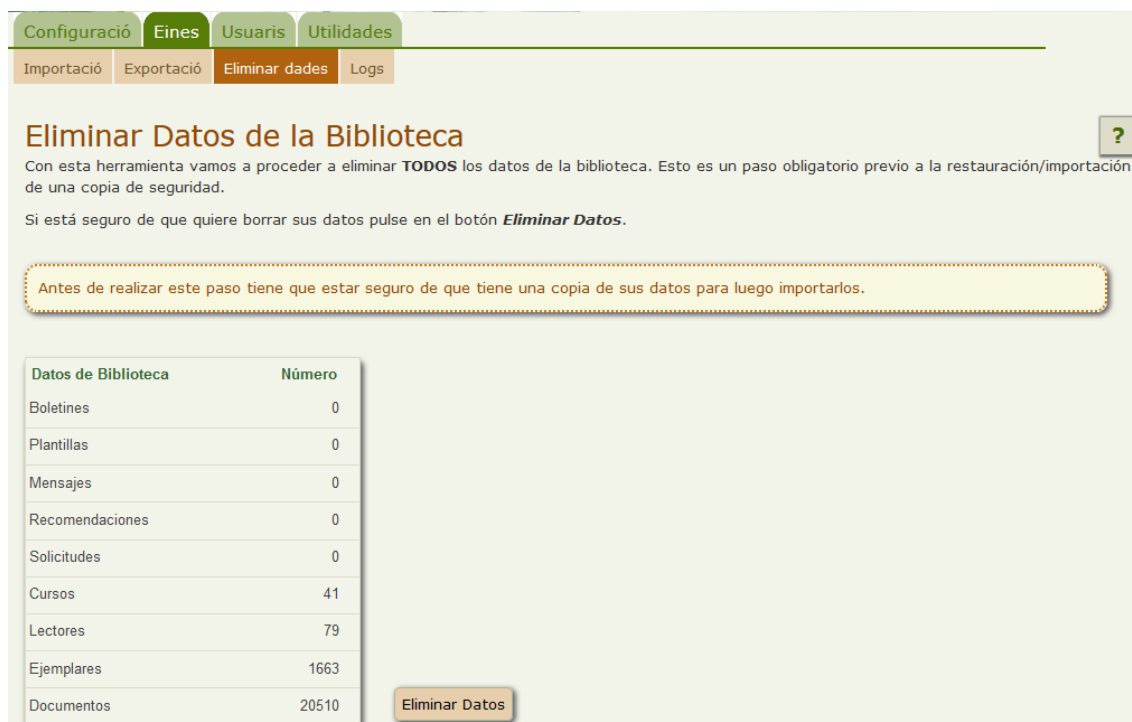 Configuració Eines Usuaris Utilidades
Importació Exportació Eliminar dades Logs
Eliminar Datos de la Biblioteca
?
Con esta herramienta vamos a proceder a eliminar TODOS los datos de la biblioteca. Esto es un paso obligatorio previo a la restauración/importación
de una copia de seguridad.
Si está seguro de que quiere borrar sus datos pulse en el botón Eliminar Datos.
Antes de realizar este paso tiene que estar seguro de que tiene una copia de sus datos para luego importarlos.
Datos de Biblioteca Número
Boletines 0
Plantillas 0
Mensajes 0
Recomendaciones 0
Solicitudes 0
Cursos 41
Lectores 79
Ejemplares 1663
Documentos 20510
Eliminar Datos